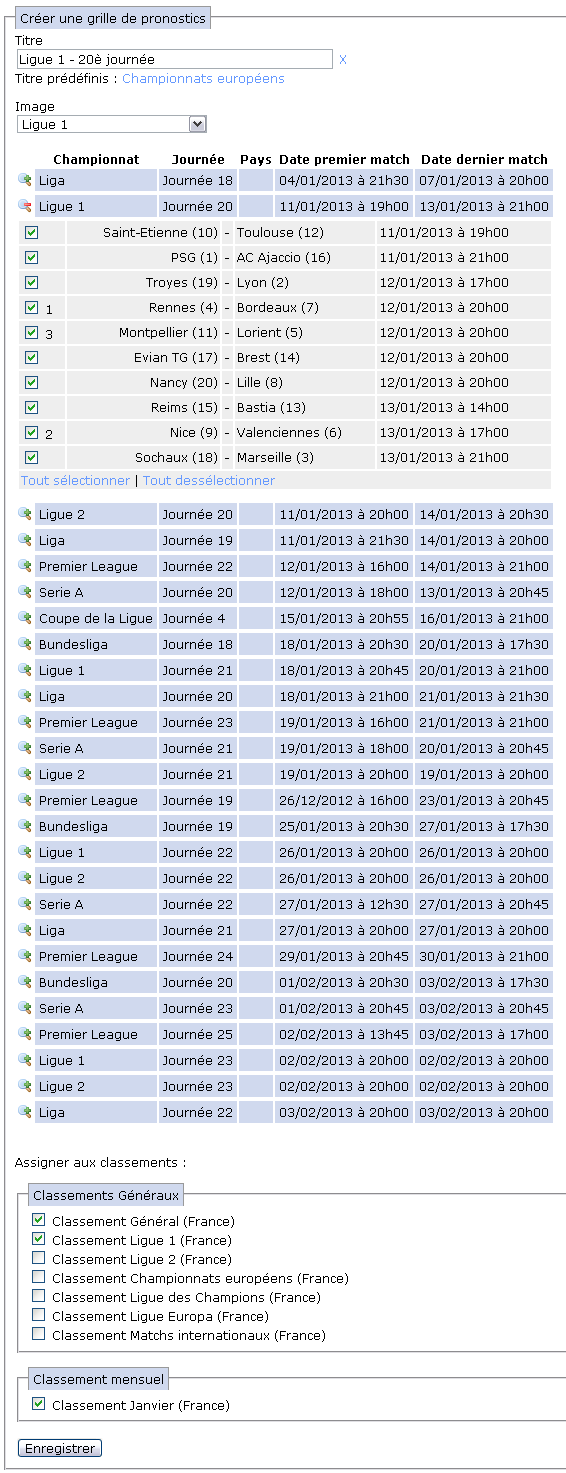 Créer une grille de pronostics
Titre
Ligue 1 - 20è journée X
Titre prédéfinis : Championnats européens
Image
Ligue 1
Championnat Journée Pays Date premier match Date dernier match
Liga Journée 18 04/01/2013 à 21h30 07/01/2013 à 20h00
Ligue 1 Journée 20 11/01/2013 à 19h00 13/01/2013 à 21h00
Saint-Etienne (10) - Toulouse (12) 11/01/2013 à 19h00
PSG (1) - AC Ajaccio (16) 11/01/2013 à 21h00
Troyes (19) - Lyon (2) 12/01/2013 à 17h00
1 Rennes (4) - Bordeaux (7) 12/01/2013 à 20h00
3 Montpellier (11) - Lorient (5) 12/01/2013 à 20h00
Evian TG (17) - Brest (14) 12/01/2013 à 20h00
Nancy (20) - Lille (8) 12/01/2013 à 20h00
Reims (15) - Bastia (13) 13/01/2013 à 14h00
2 Nice (9) - Valenciennes (6) 13/01/2013 à 17h00
Sochaux (18) - Marseille (3) 13/01/2013 à 21h00
Tout sélectionner | Tout dessélectionner
Ligue 2 Journée 20 11/01/2013 à 20h00 14/01/2013 à 20h30
Liga Journée 19 11/01/2013 à 21h30 14/01/2013 à 20h00
Premier League Journée 22 12/01/2013 à 16h00 14/01/2013 à 21h00
Serie A Journée 20 12/01/2013 à 18h00 13/01/2013 à 20h45
Coupe de la Ligue Journée 4 15/01/2013 à 20h55 16/01/2013 à 21h00
Bundesliga Journée 18 18/01/2013 à 20h30 20/01/2013 à 17h30
Ligue 1 Journée 21 18/01/2013 à 20h45 20/01/2013 à 21h00
Liga Journée 20 18/01/2013 à 21h00 21/01/2013 à 21h30
Premier League Journée 23 19/01/2013 à 16h00 21/01/2013 à 21h00
Serie A Journée 21 19/01/2013 à 18h00 20/01/2013 à 20h45
Ligue 2 Journée 21 19/01/2013 à 20h00 19/01/2013 à 20h00
Premier League Journée 19 26/12/2012 à 16h00 23/01/2013 à 20h45
Bundesliga Journée 19 25/01/2013 à 20h30 27/01/2013 à 17h30
Ligue 1 Journée 22 26/01/2013 à 20h00 26/01/2013 à 20h00
Ligue 2 Journée 22 26/01/2013 à 20h00 26/01/2013 à 20h00
Serie A Journée 22 27/01/2013 à 12h30 27/01/2013 à 20h45
Liga Journée 21 27/01/2013 à 20h00 27/01/2013 à 20h00
Premier League Journée 24 29/01/2013 à 20h45 30/01/2013 à 21h00
Bundesliga Journée 20 01/02/2013 à 20h30 03/02/2013 à 17h30
Serie A Journée 23 01/02/2013 à 20h45 03/02/2013 à 20h45
Premier League Journée 25 02/02/2013 à 13h45 03/02/2013 à 17h00
Ligue 1 Journée 23 02/02/2013 à 20h00 02/02/2013 à 20h00
Ligue 2 Journée 23 02/02/2013 à 20h00 02/02/2013 à 20h00
Liga Journée 22 03/02/2013 à 20h00 03/02/2013 à 20h00
Assigner aux classements :
Classements Généraux
Classement Général (France)
Classement Ligue 1 (France)
Classement Ligue 2 (France)
Classement Championnats européens (France)
Classement Ligue des Champions (France)
Classement Ligue Europa (France)
Classement Matchs internationaux (France)
Classement mensuel
Classement Janvier (France)
Enregistrer